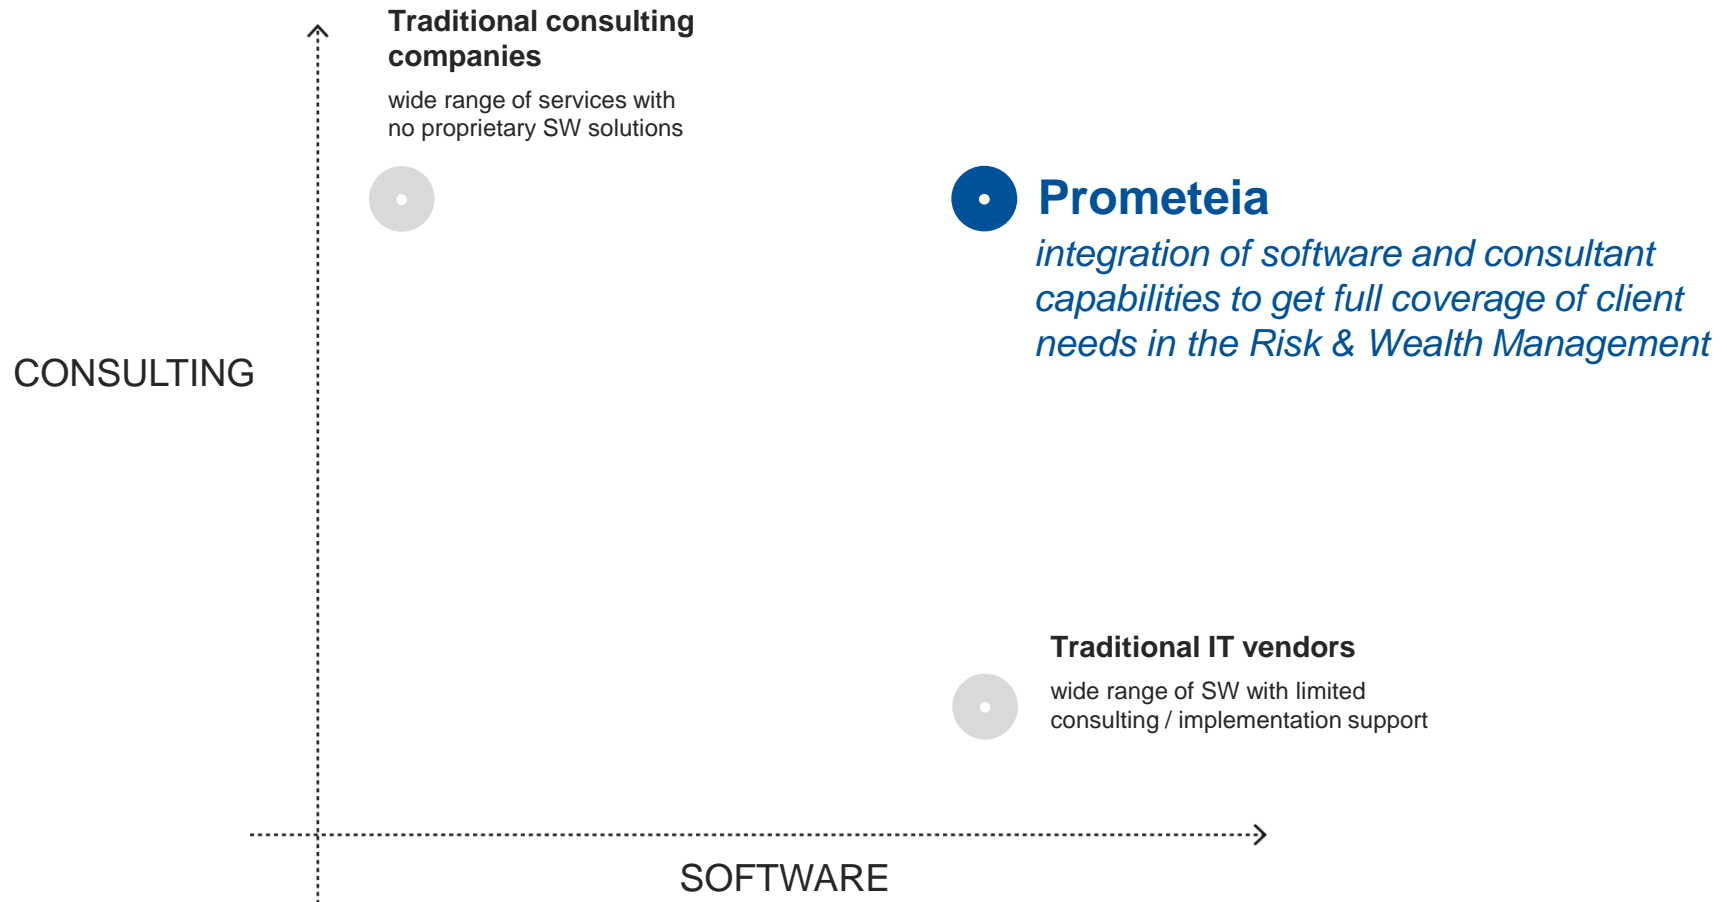 Traditional consulting
companies
wide range of services with
no proprietary SW solutions
Prometeia
integration of software and consultant
capabilities to get full coverage of client
needs in the Risk & Wealth Management
CONSULTING
Traditional IT vendors
wide range of SW with limited
consulting / implementation support
SOFTWARE